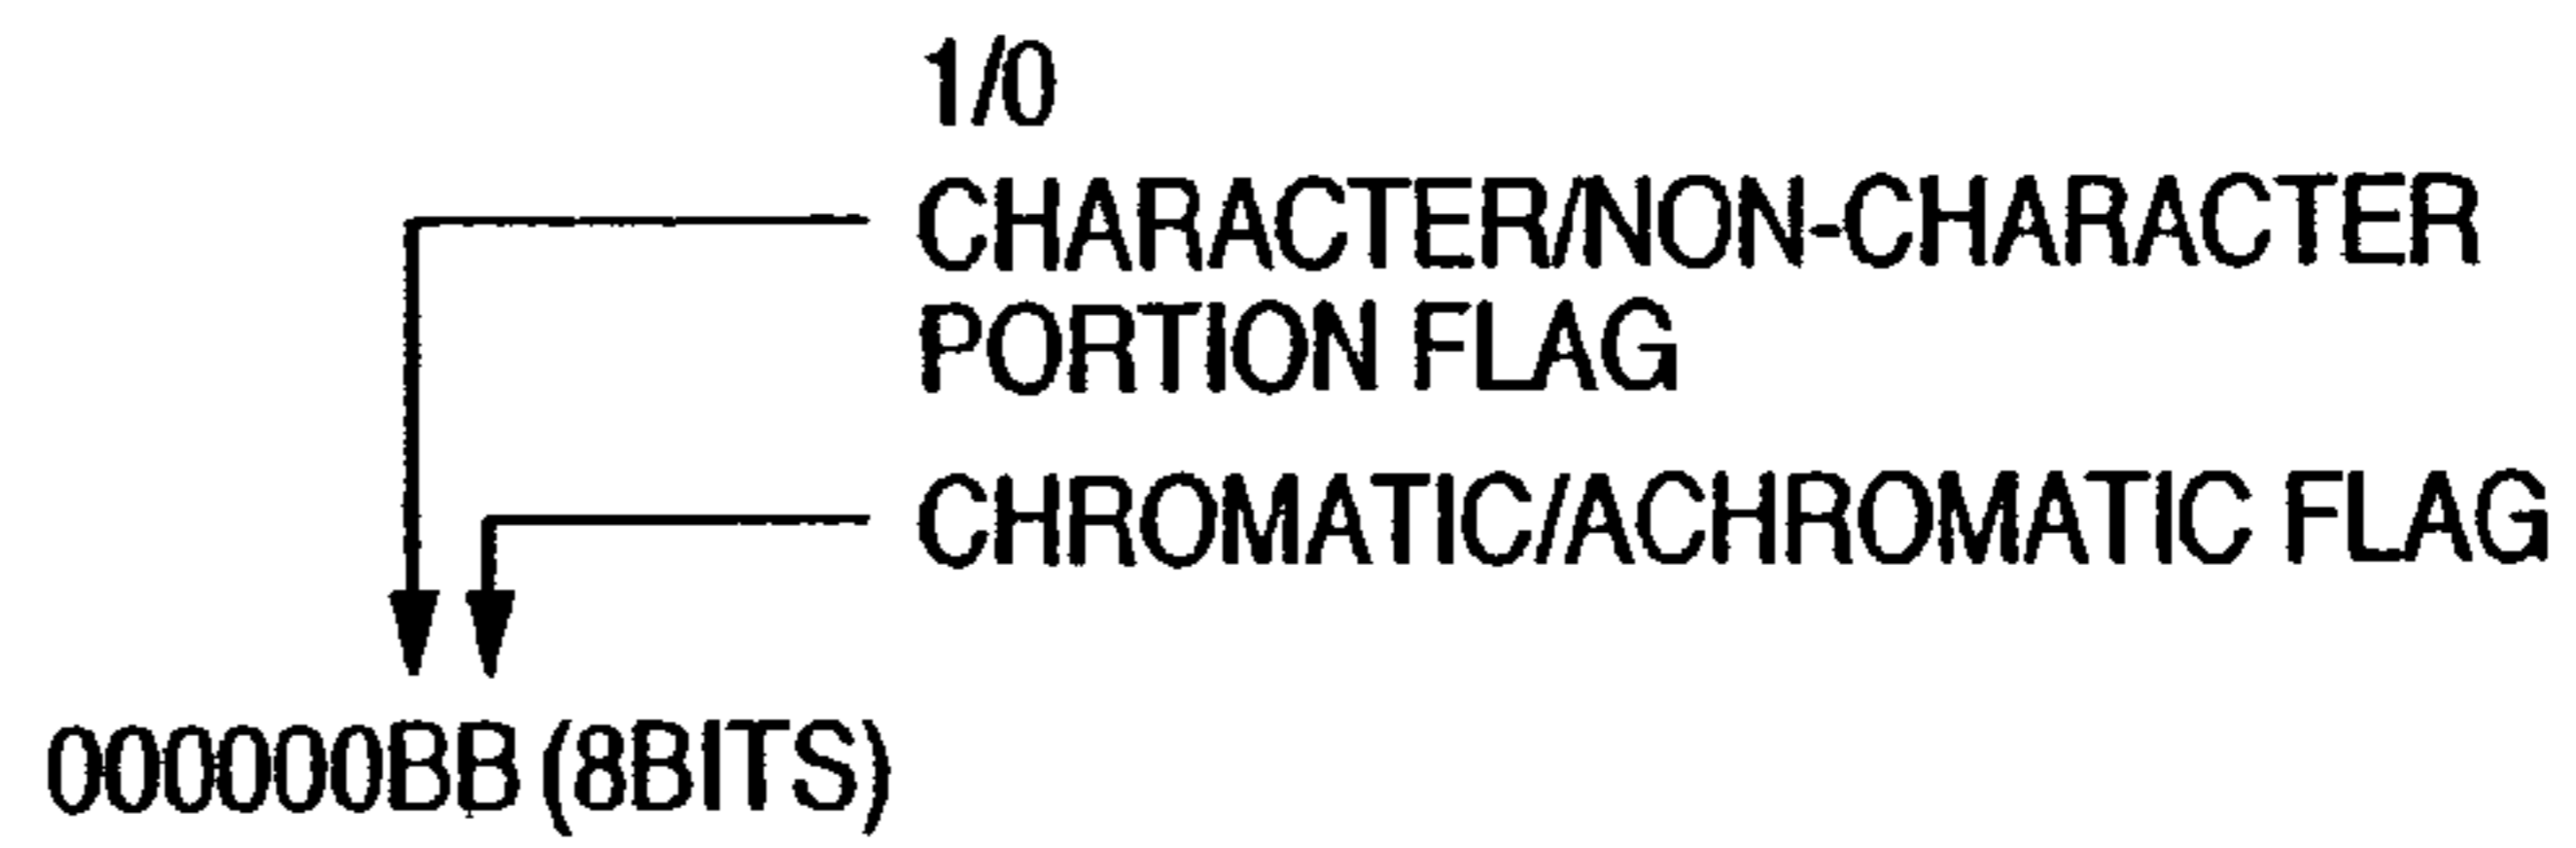 1/0
CHARACTER/NON-CHARACTER
PORTION FLAG
CHROMATIC/ACHROMATIC FLAG
000000BB (8BITS)